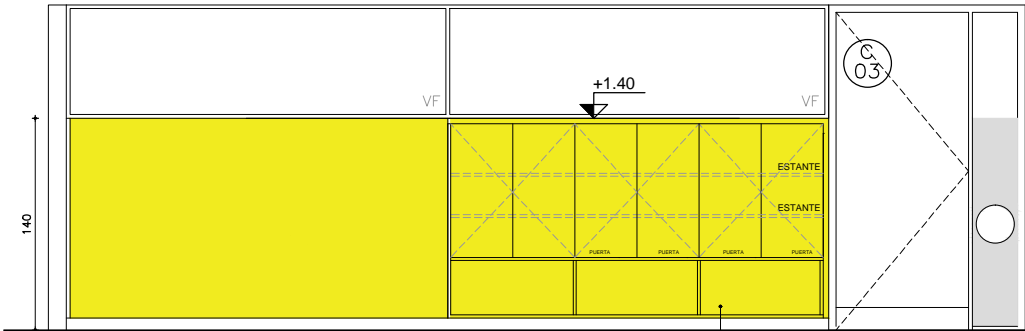 C
03
VF
+1.40
VF
ESTANTE
ESTANTE
140
PUERTA
PUERTA
PUERTA
PUERTA